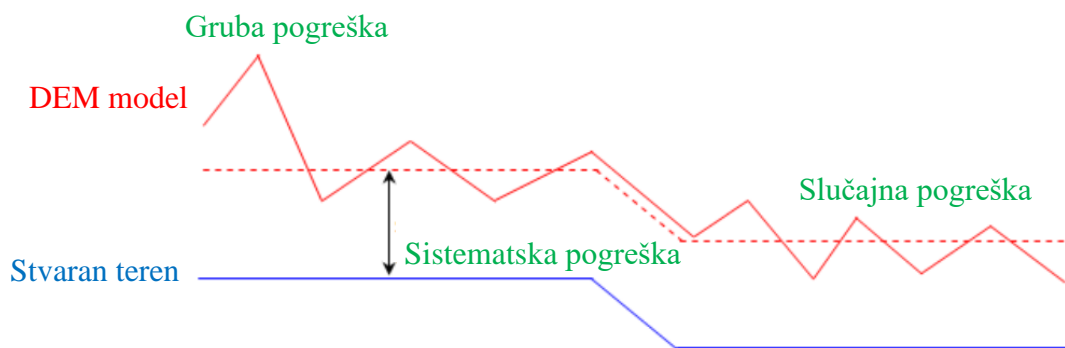 Gruba pogreška
DEM model
Slučajna pogreška
Sistematska pogreška
Stvaran teren